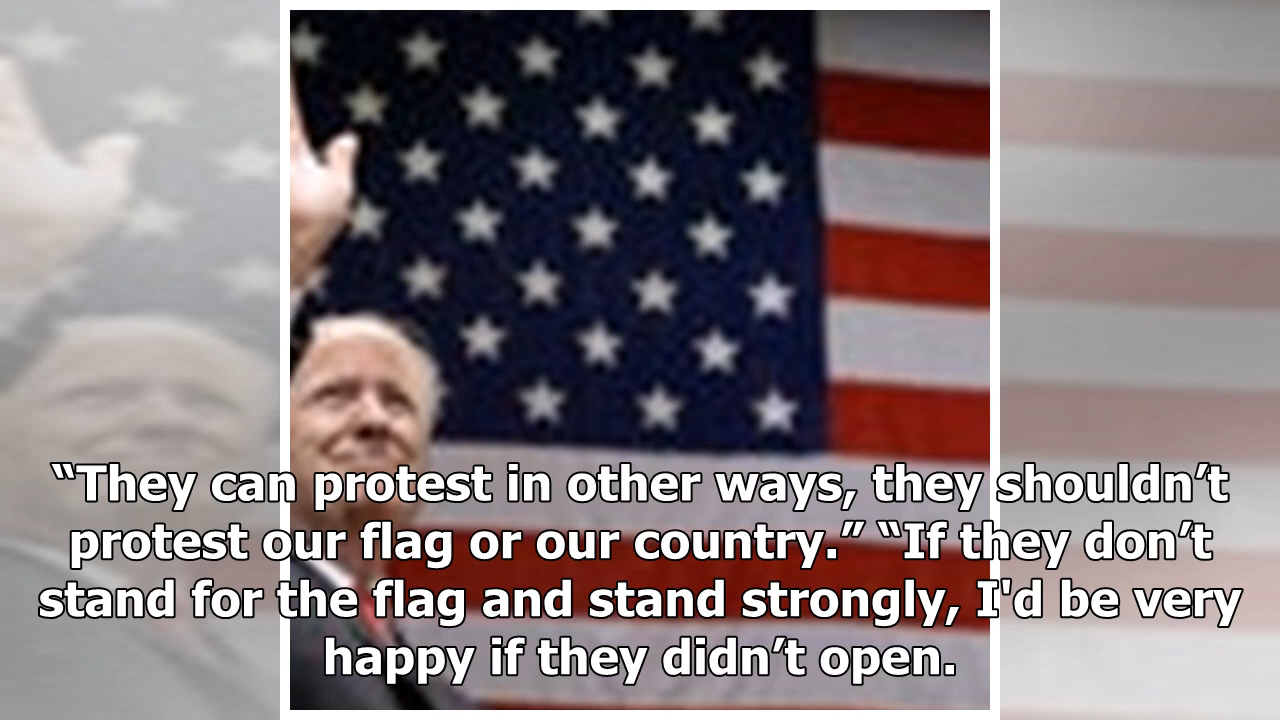 “They can protest in other ways, they shouldn’t
protest our flag or our country.” “If they don’t
stand for the flag and stand strongly, I'd be very
happy if they didn’t open.